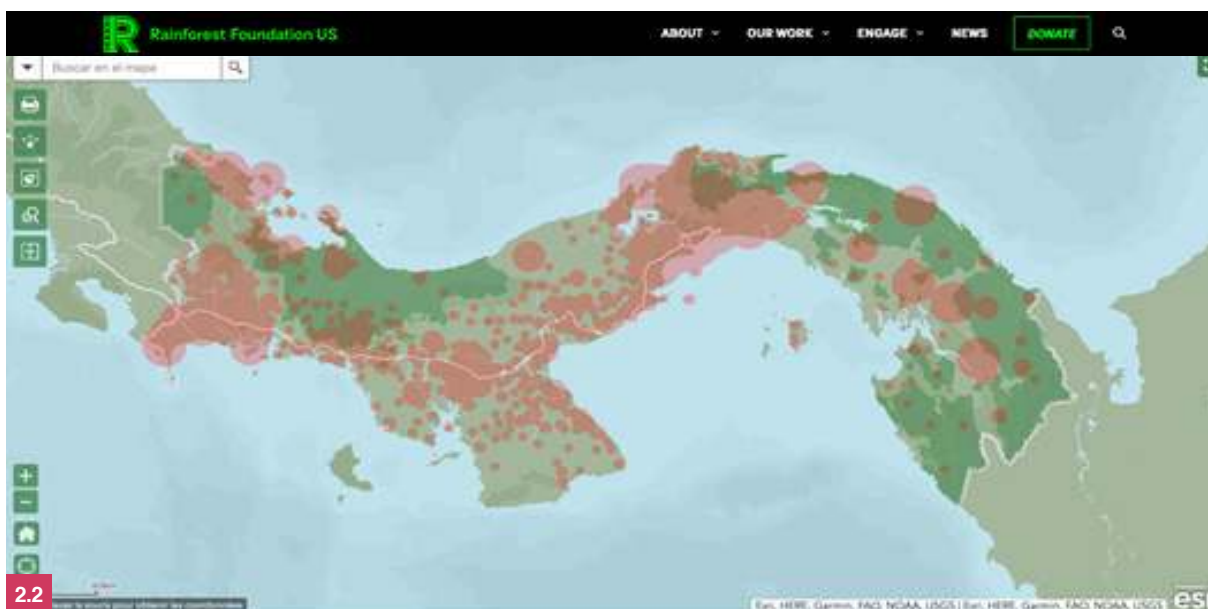 Rainforest Foundation US
ABOUT
OUR WORK
ENGAGE
NEWS
DONATE
Buscar en el mapa
+
−
2.2
Esri, HERE, Garmin, FAO, NOAA, USGS | Esri, HERE, Garmin, FAO, NOAA, USGS
esri